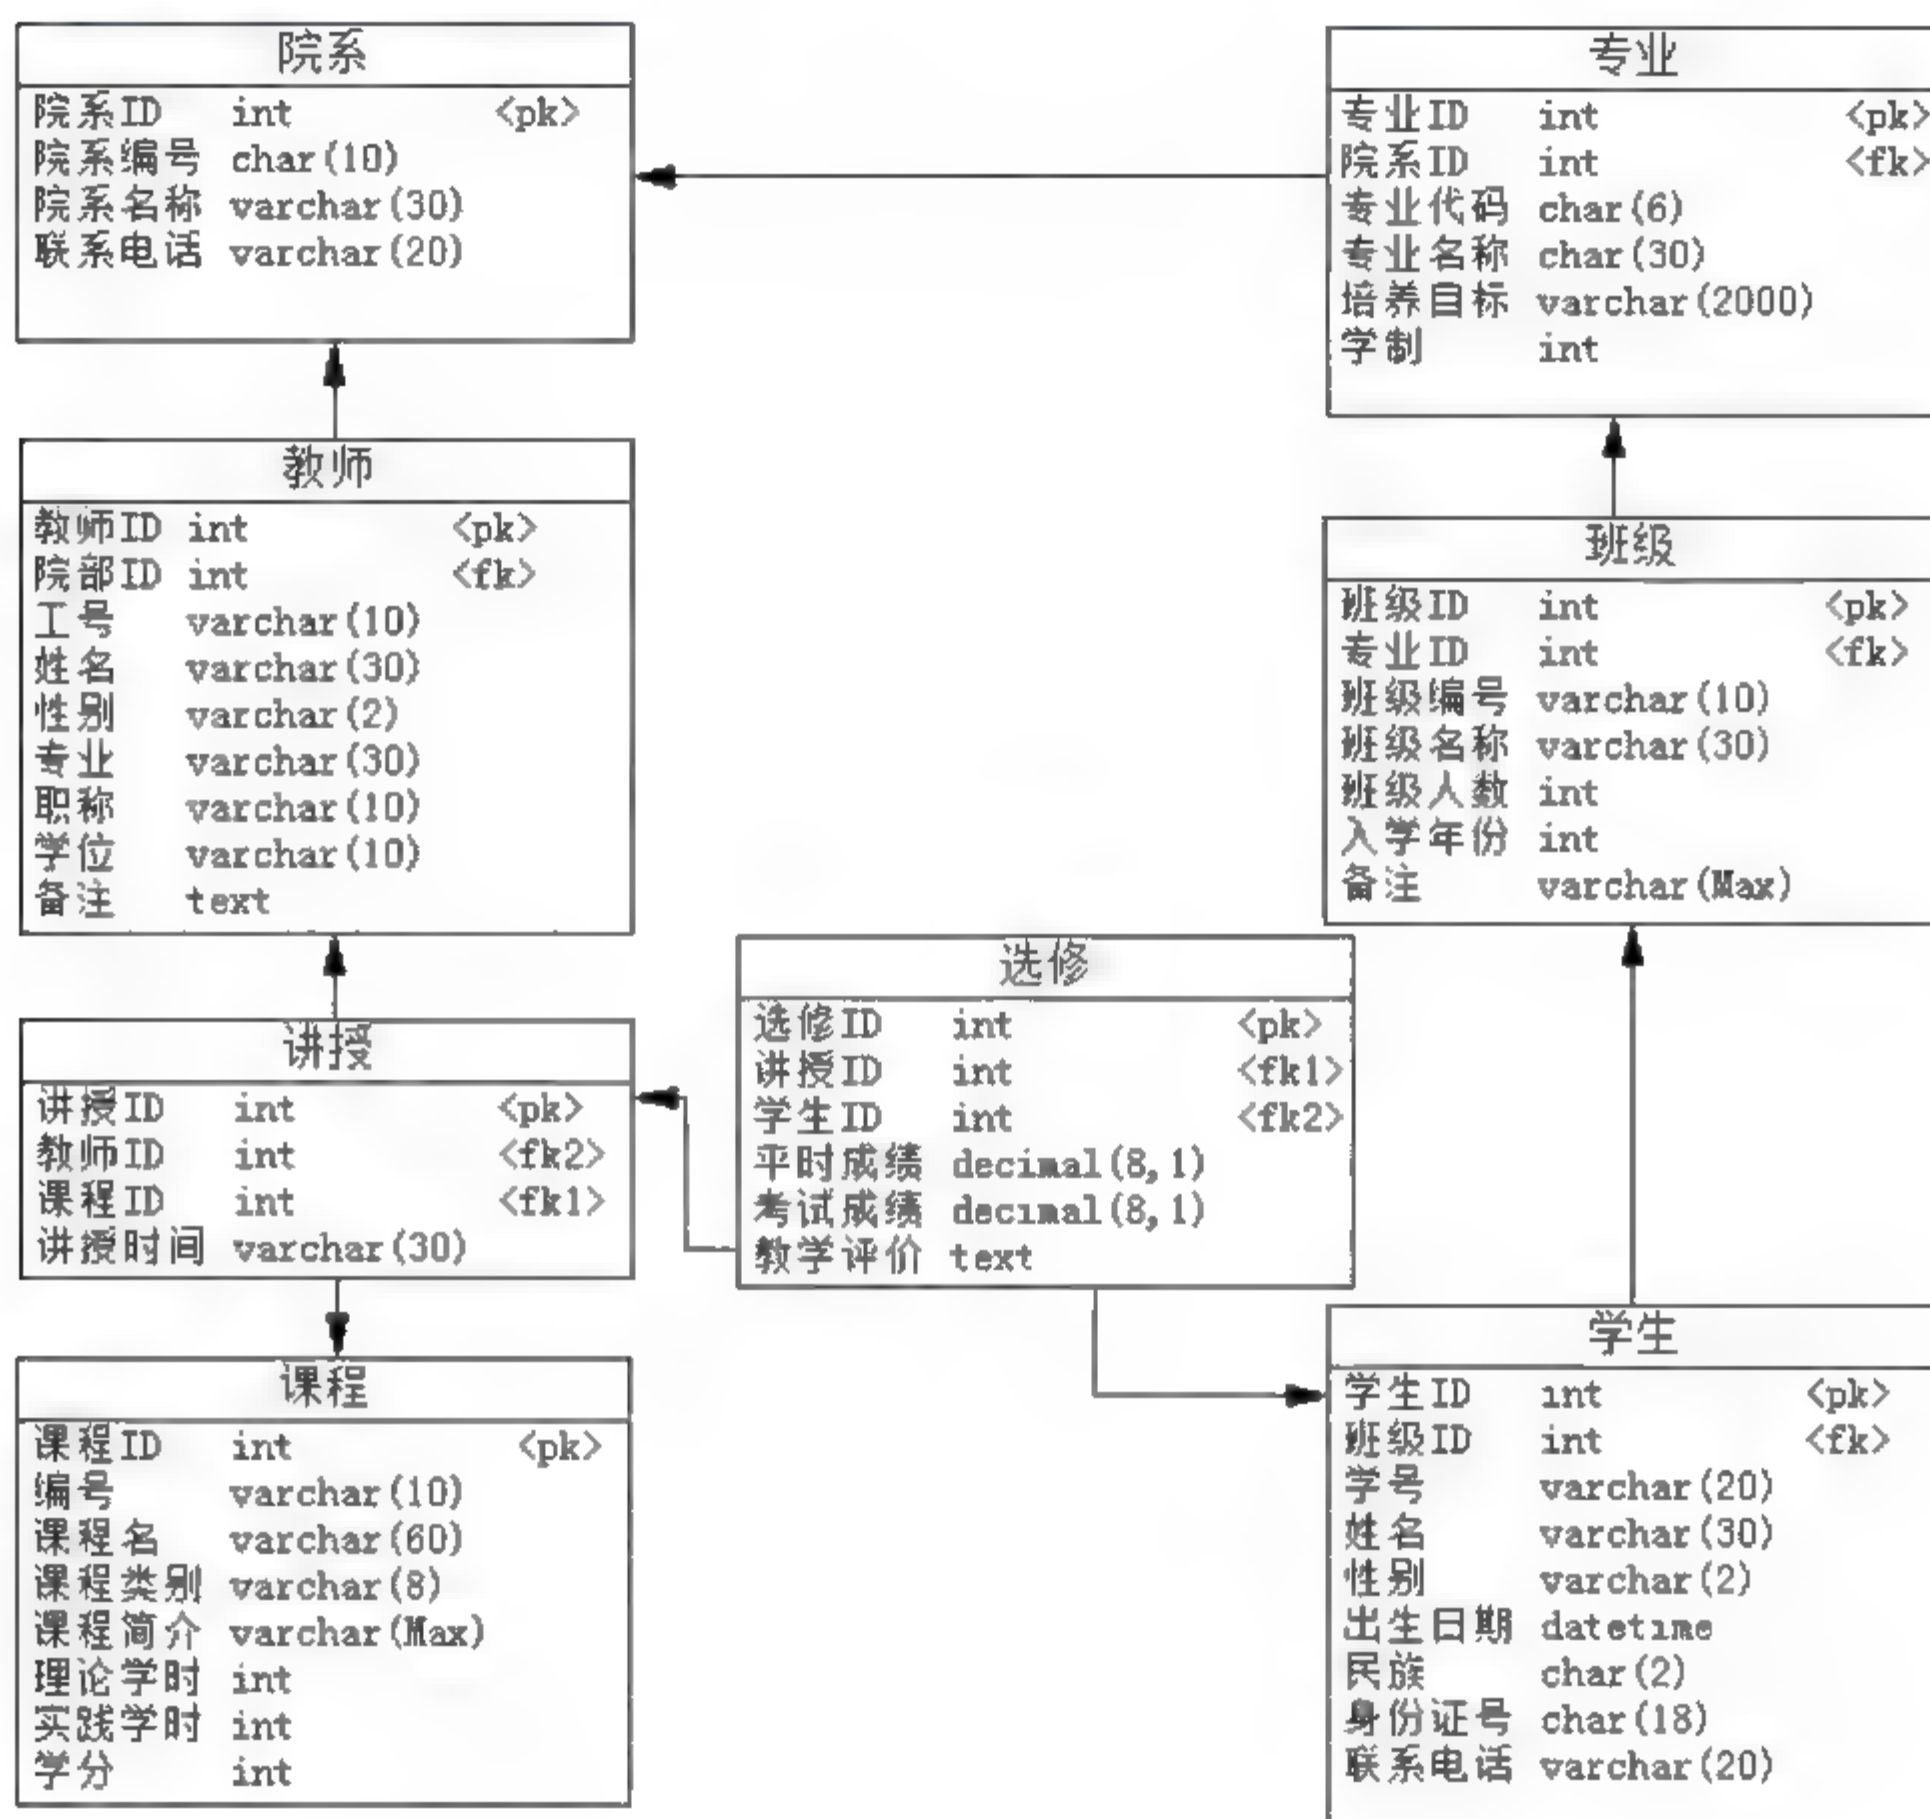 院系
院系ID int <pk>
院系编号 char(10)
院系名称 varchar(30)
联系电话 varchar(20)
专业
专业ID int <pk>
院系ID int <fk>
专业代码 char(6)
专业名称 char(30)
培养目标 varchar(2000)
学制 int
教师
教师ID int <pk>
院部ID int <fk>
工号 varchar(10)
姓名 varchar(30)
性别 varchar(2)
专业 varchar(30)
职称 varchar(10)
学位 varchar(10)
备注 text
班级
班级ID int <pk>
专业ID int <fk>
班级编号 varchar(10)
班级名称 varchar(30)
班级人数 int
入学年份 int
备注 varchar(Max)
选修
选修ID int <pk>
讲授ID int <fk1>
学生ID int <fk2>
平时成绩 decimal(8,1)
考试成绩 decimal(8,1)
教学评价 text
讲授
讲授ID int <pk>
教师ID int <fk2>
课程ID int <fk1>
讲授时间 varchar(30)
课程
课程ID int <pk>
编号 varchar(10)
课程名 varchar(60)
课程类别 varchar(8)
课程简介 varchar(Max)
理论学时 int
实践学时 int
学分 int
学生
学生ID int <pk>
班级ID int <fk>
学号 varchar(20)
姓名 varchar(30)
性别 varchar(2)
出生日期 datetime
民族 char(2)
身份证号 char(18)
联系电话 varchar(20)